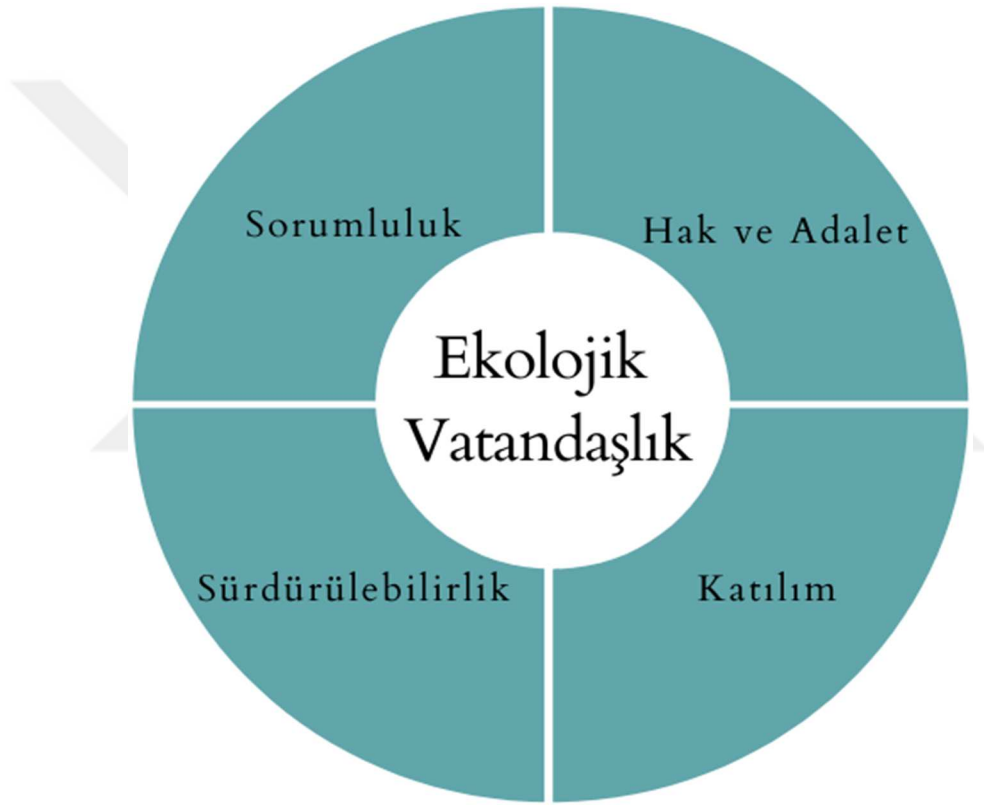 Sorumluluk
Hak ve Adalet
Ekolojik
Vatandaşlık
Sürdürülebilirlik
Katılım